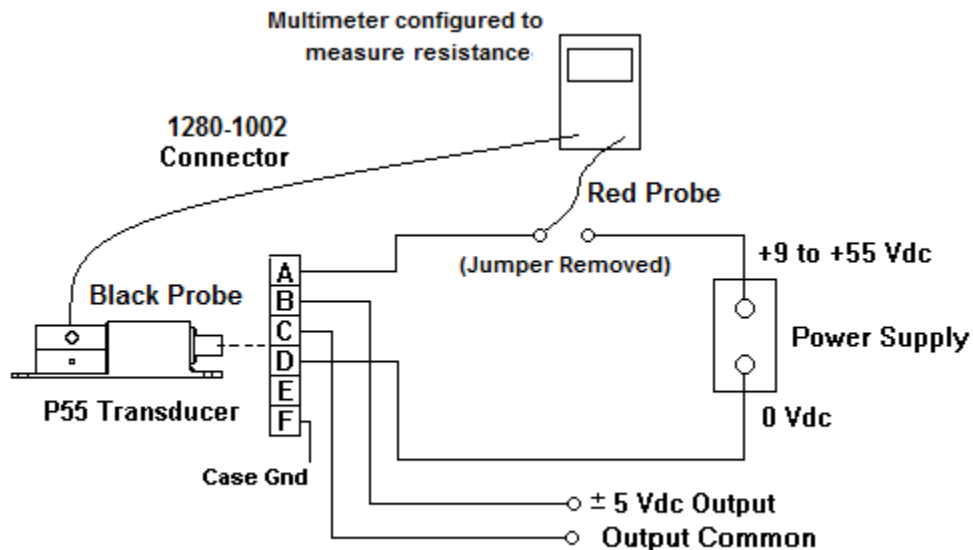 Multimeter configured to
measure resistance
1280-1002
Connector
Red Probe
(Jumper Removed)
+9 to +55 Vdc
Black Probe
A
B
C
D
E
F
Power Supply
P55 Transducer
0 Vdc
Case Gnd
± 5 Vdc Output
Output Common